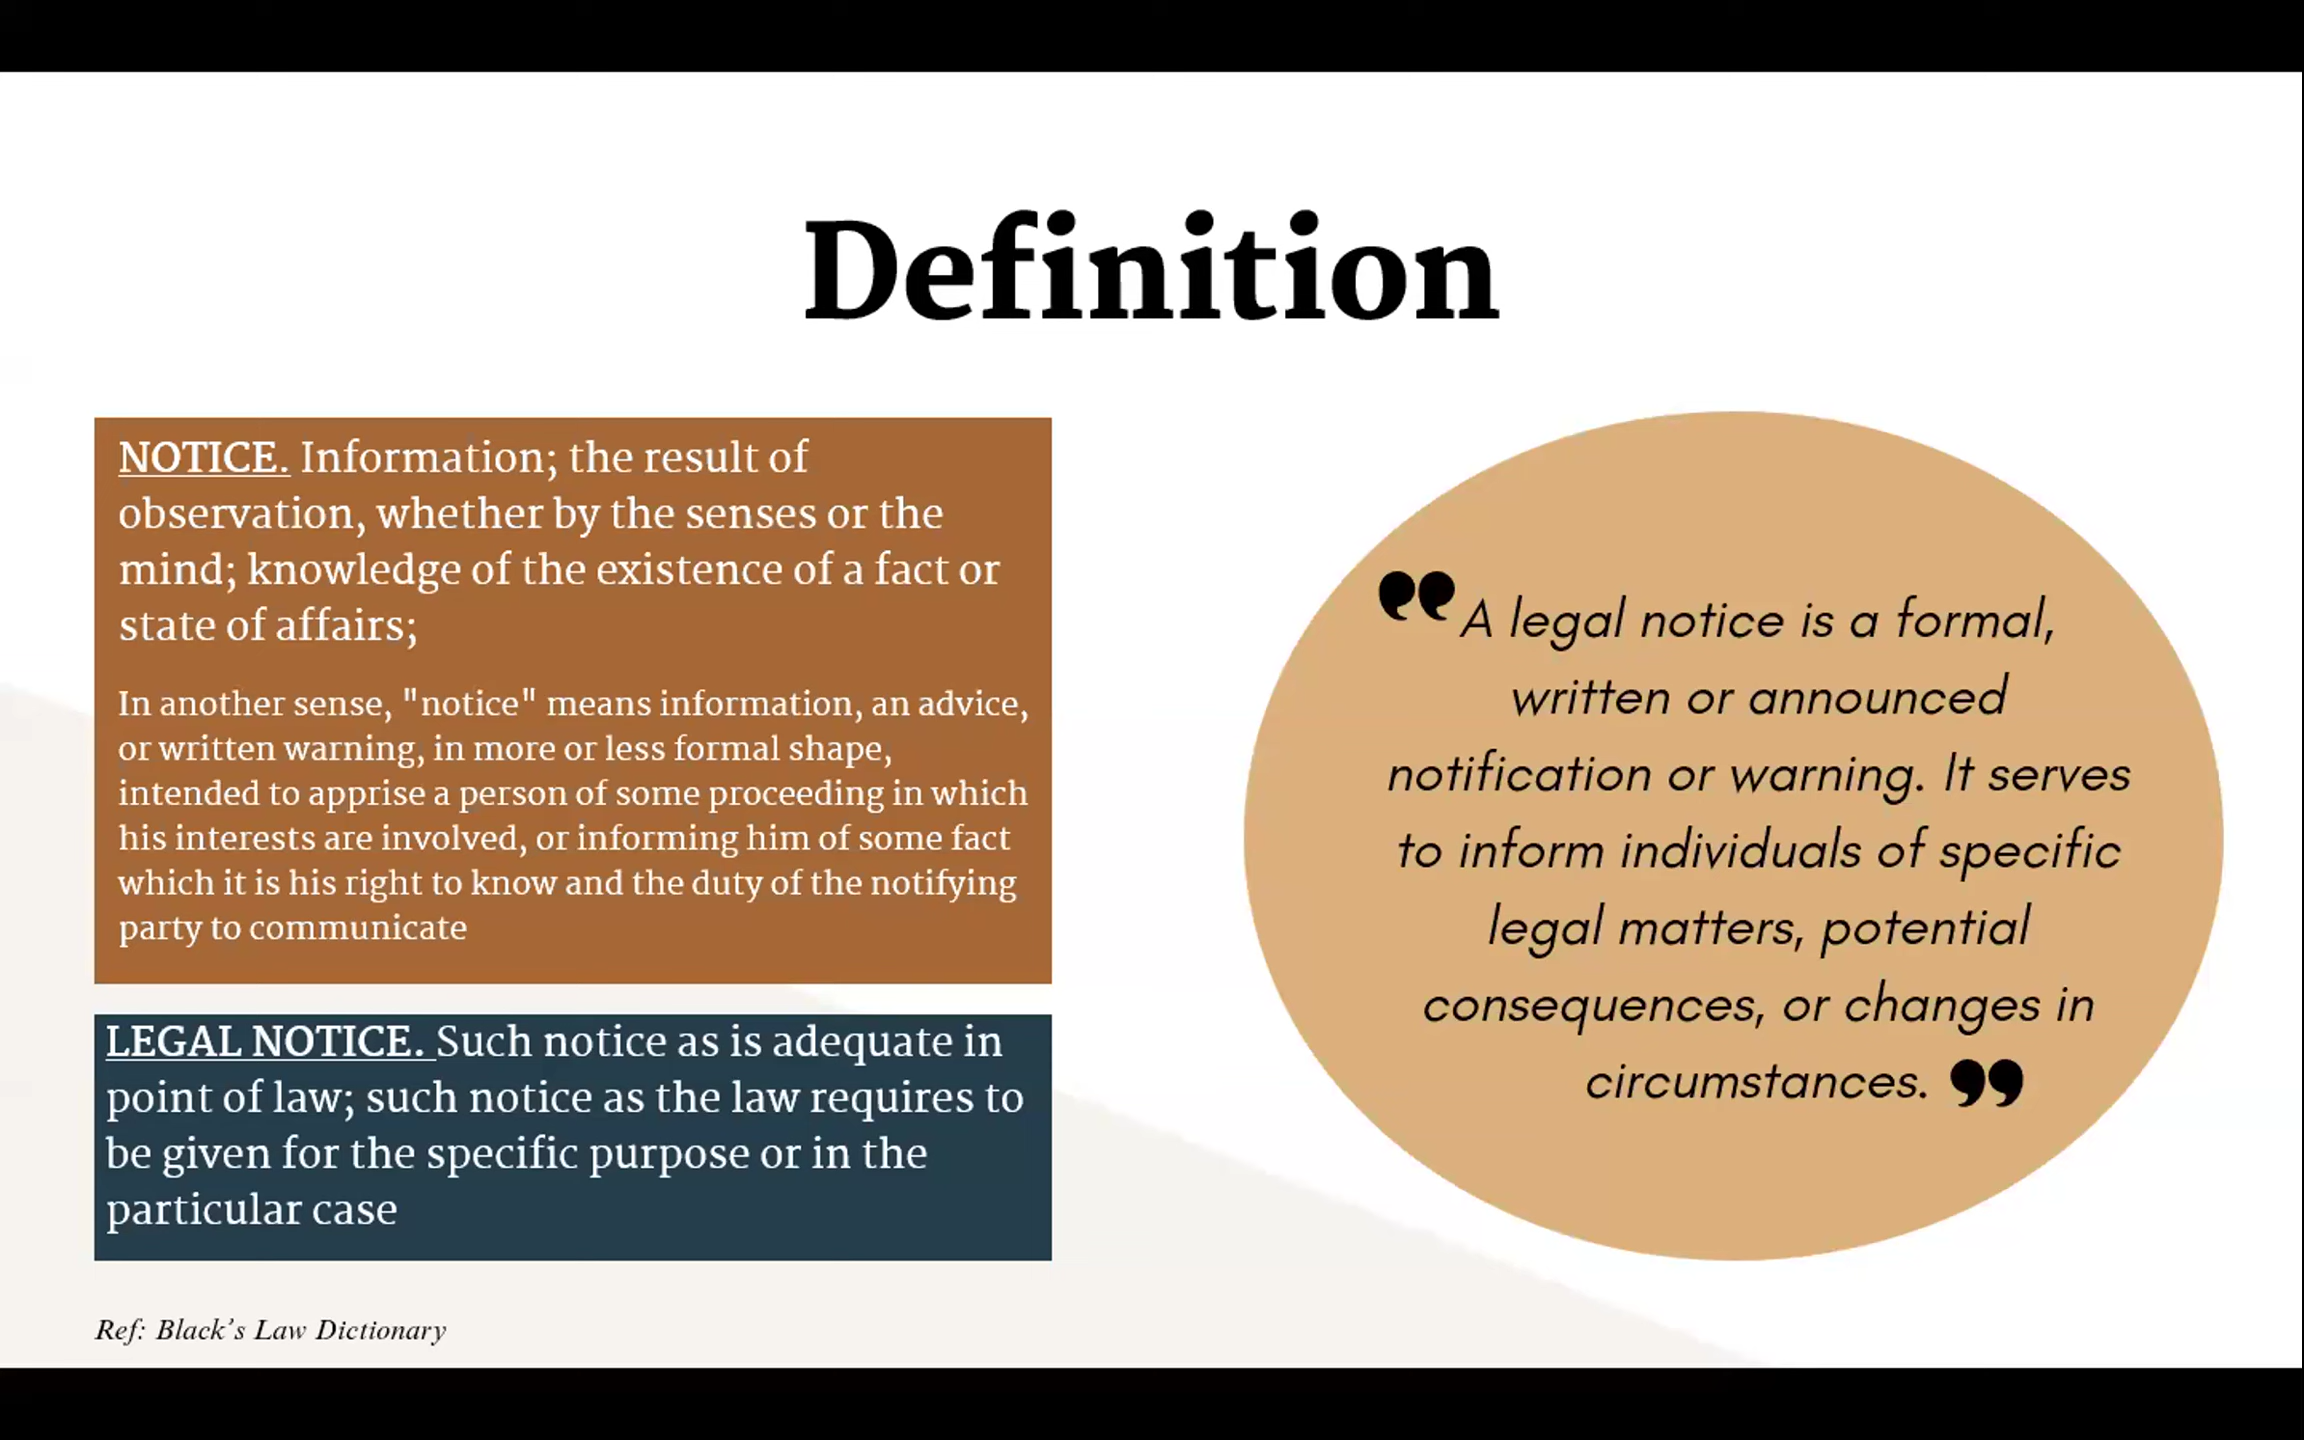 Definition
NOTICE. Information; the result of
observation, whether by the senses or the
mind; knowledge of the existence of a fact or
state of affairs;
In another sense, "notice" means information, an advice,
or written warning, in more or less formal shape,
intended to apprise a person of some proceeding in which
his interests are involved, or informing him of some fact
which it is his right to know and the duty of the notifying
party to communicate
LEGAL NOTICE. Such notice as is adequate in
point of law; such notice as the law requires to
be given for the specific purpose or in the
particular case
Ref: Black’s Law Dictionary
”A legal notice is a formal,
written or announced
notification or warning. It serves
to inform individuals of specific
legal matters, potential
consequences, or changes in
circumstances. ”